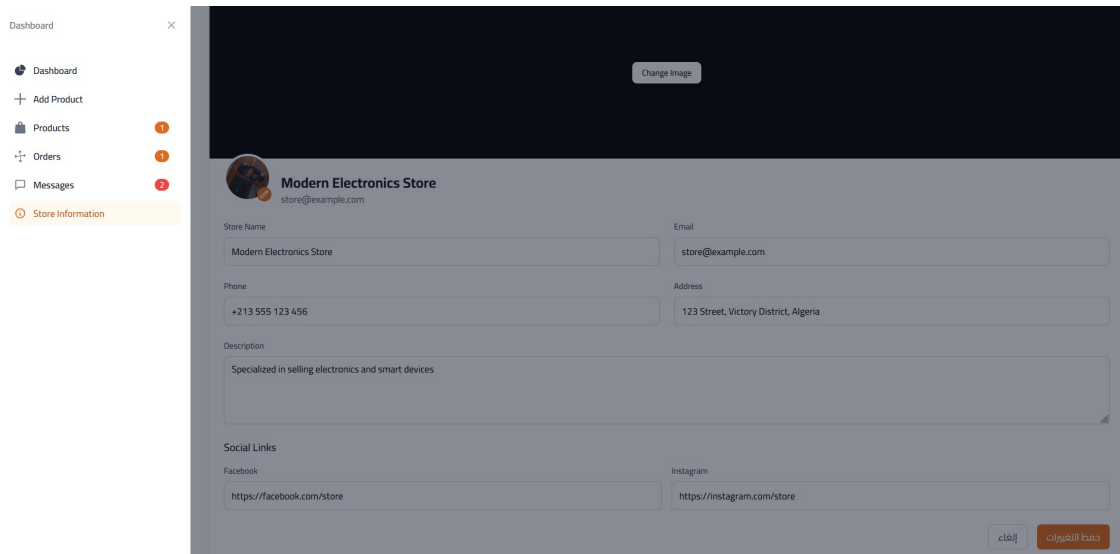 Dashboard
Dashboard
Add Product
Products 1
Orders 1
Messages 2
Store Information
Change Image
Modern Electronics Store
store@example.com
Store Name
Email
Modern Electronics Store
store@example.com
Phone
Address
+213 555 123 456
123 Street, Victory District, Algeria
Description
Specialized in selling electronics and smart devices
Social Links
Facebook
Instagram
https://facebook.com/store
https://instagram.com/store
إلغاء
حفظ التغييرات